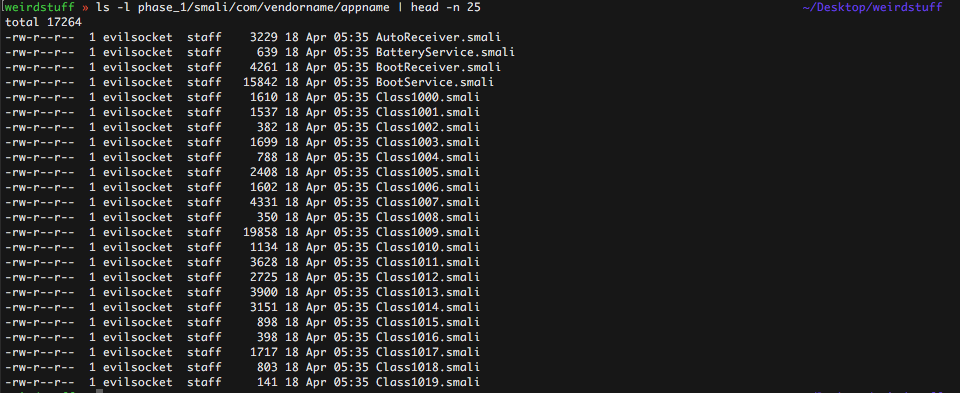 weirdstuff » ls -l phase_1/smali/com/vendorname/appname | head -n 25 ~/Desktop/weirdstuff
total 17264
-rw-r--r-- 1 evilsocket staff 3229 18 Apr 05:35 AutoReceiver.smali
-rw-r--r-- 1 evilsocket staff 639 18 Apr 05:35 BatteryService.smali
-rw-r--r-- 1 evilsocket staff 4261 18 Apr 05:35 BootReceiver.smali
-rw-r--r-- 1 evilsocket staff 15842 18 Apr 05:35 BootService.smali
-rw-r--r-- 1 evilsocket staff 1610 18 Apr 05:35 Class1000.smali
-rw-r--r-- 1 evilsocket staff 1537 18 Apr 05:35 Class1001.smali
-rw-r--r-- 1 evilsocket staff 382 18 Apr 05:35 Class1002.smali
-rw-r--r-- 1 evilsocket staff 1699 18 Apr 05:35 Class1003.smali
-rw-r--r-- 1 evilsocket staff 788 18 Apr 05:35 Class1004.smali
-rw-r--r-- 1 evilsocket staff 2408 18 Apr 05:35 Class1005.smali
-rw-r--r-- 1 evilsocket staff 1602 18 Apr 05:35 Class1006.smali
-rw-r--r-- 1 evilsocket staff 4331 18 Apr 05:35 Class1007.smali
-rw-r--r-- 1 evilsocket staff 350 18 Apr 05:35 Class1008.smali
-rw-r--r-- 1 evilsocket staff 19858 18 Apr 05:35 Class1009.smali
-rw-r--r-- 1 evilsocket staff 1134 18 Apr 05:35 Class1010.smali
-rw-r--r-- 1 evilsocket staff 3628 18 Apr 05:35 Class1011.smali
-rw-r--r-- 1 evilsocket staff 2725 18 Apr 05:35 Class1012.smali
-rw-r--r-- 1 evilsocket staff 3900 18 Apr 05:35 Class1013.smali
-rw-r--r-- 1 evilsocket staff 3151 18 Apr 05:35 Class1014.smali
-rw-r--r-- 1 evilsocket staff 898 18 Apr 05:35 Class1015.smali
-rw-r--r-- 1 evilsocket staff 398 18 Apr 05:35 Class1016.smali
-rw-r--r-- 1 evilsocket staff 1717 18 Apr 05:35 Class1017.smali
-rw-r--r-- 1 evilsocket staff 803 18 Apr 05:35 Class1018.smali
-rw-r--r-- 1 evilsocket staff 141 18 Apr 05:35 Class1019.smali